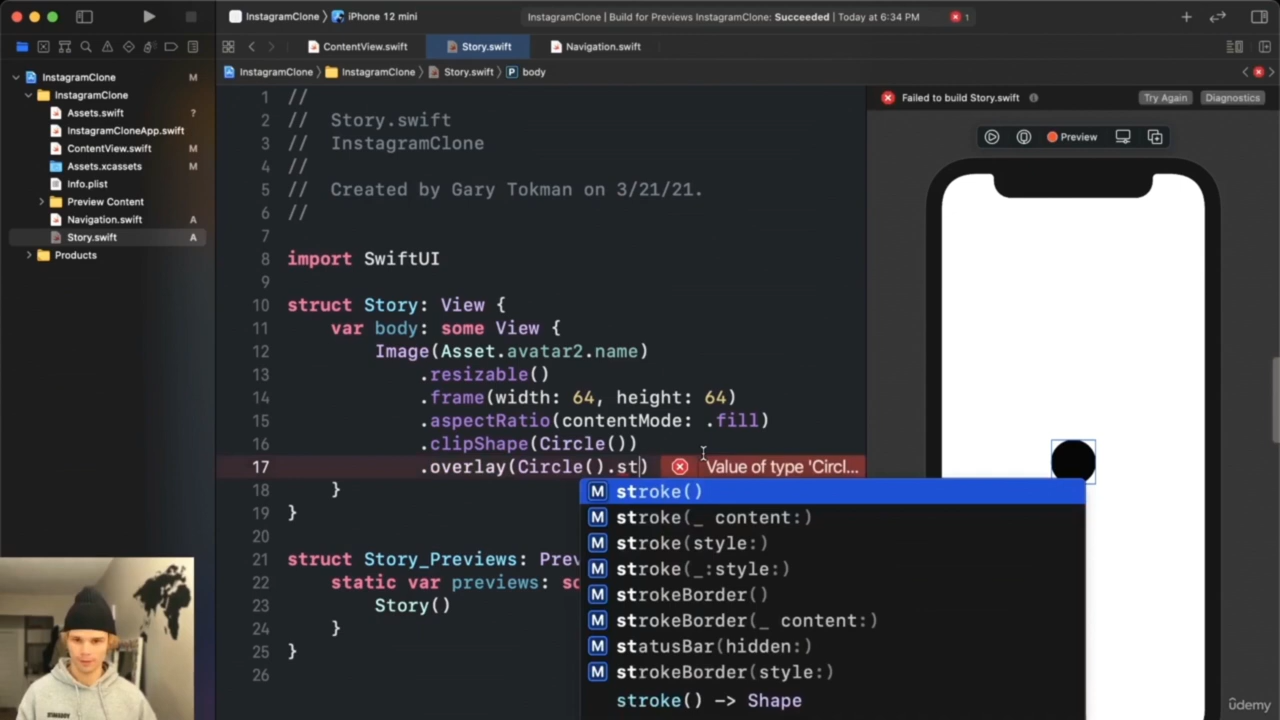 InstagramClone
iPhone 12 mini
InstagramClone | Build for Previews InstagramClone: Succeeded | Today at 6:34 PM
1
ContentView.swift
Story.swift
Navigation.swift
InstagramClone
InstagramClone
Story.swift
P body
InstagramClone M
InstagramClone
Assets.swift ?
InstagramCloneApp.swift
ContentView.swift M
Assets.xcassets M
Info.plist
Preview Content
Navigation.swift A
Story.swift A
Products
1 //
2 // Story.swift
3 // InstagramClone
4 //
5 // Created by Gary Tokman on 3/21/21.
6 //
7
8 import SwiftUI
9
10 struct Story: View {
11 var body: some View {
12 Image(Asset.avatar2.name)
13 .resizable()
14 .frame(width: 64, height: 64)
15 .aspectRatio(contentMode: .fill)
16 .clipShape(Circle())
17 .overlay(Circle().st) Value of type 'Circl...
18 }
19 }
20
21 struct Story_Previews: Prev
22 static var previews: so
23 Story()
24 }
25 }
26
M stroke()
M stroke(_ content:)
M stroke(style:)
M stroke(_:style:)
M strokeBorder()
M strokeBorder(_ content:)
M statusBar(hidden:)
M strokeBorder(style:)
stroke() -> Shape
Failed to build Story.swift
Try Again
Diagnostics
Preview
ûdemy